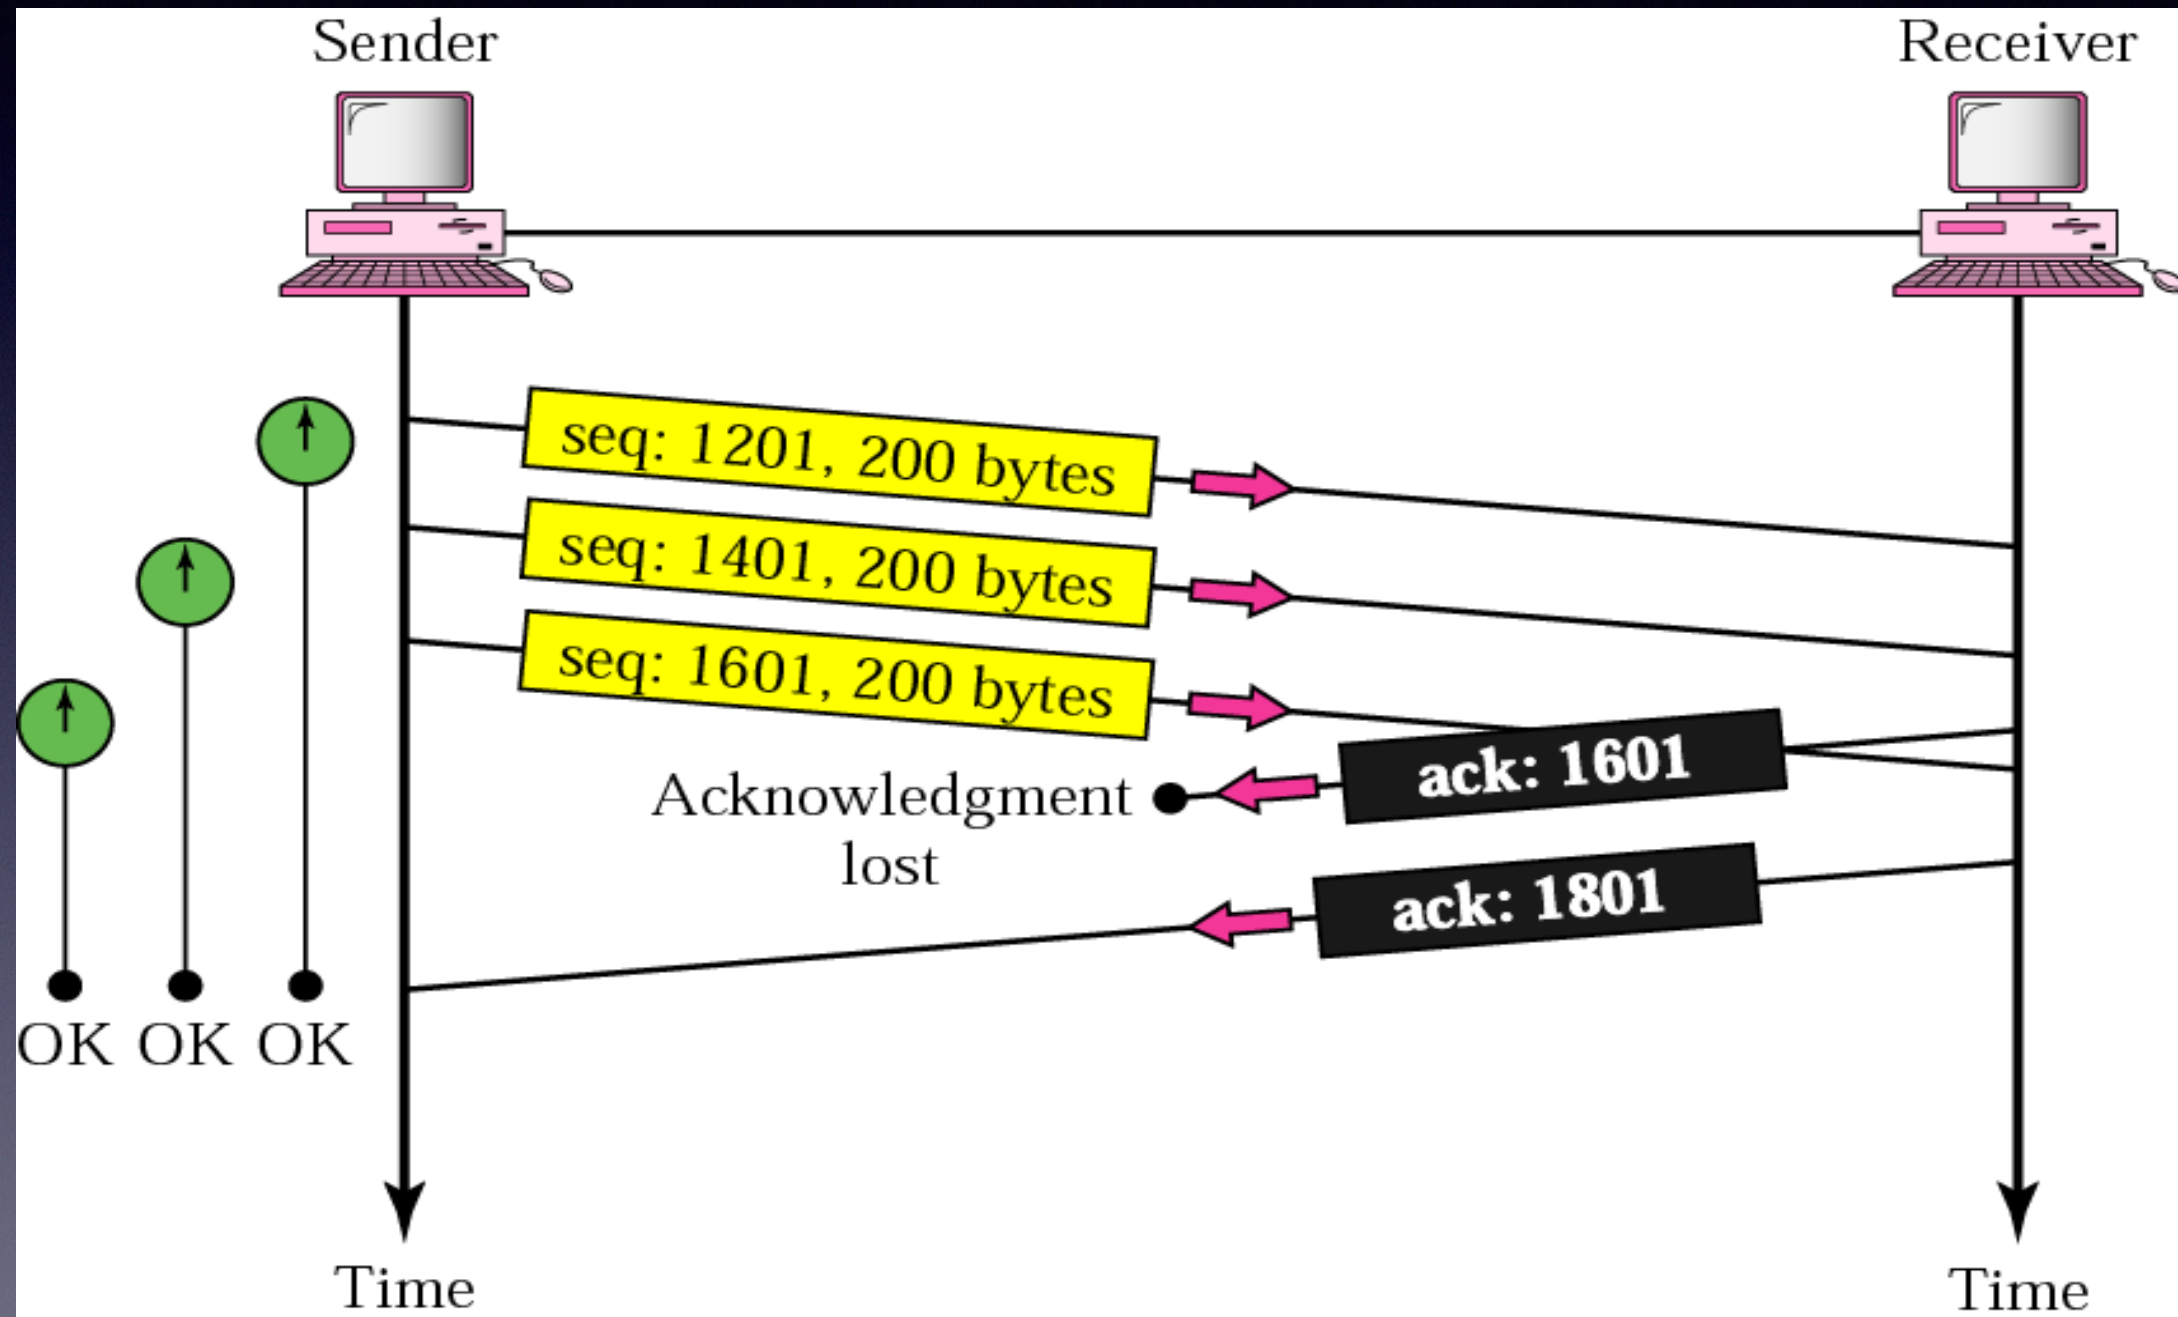 Sender
Receiver
seq: 1201, 200 bytes
seq: 1401, 200 bytes
seq: 1601, 200 bytes
ack: 1601
Acknowledgment
lost
ack: 1801
OK
OK
OK
Time
Time